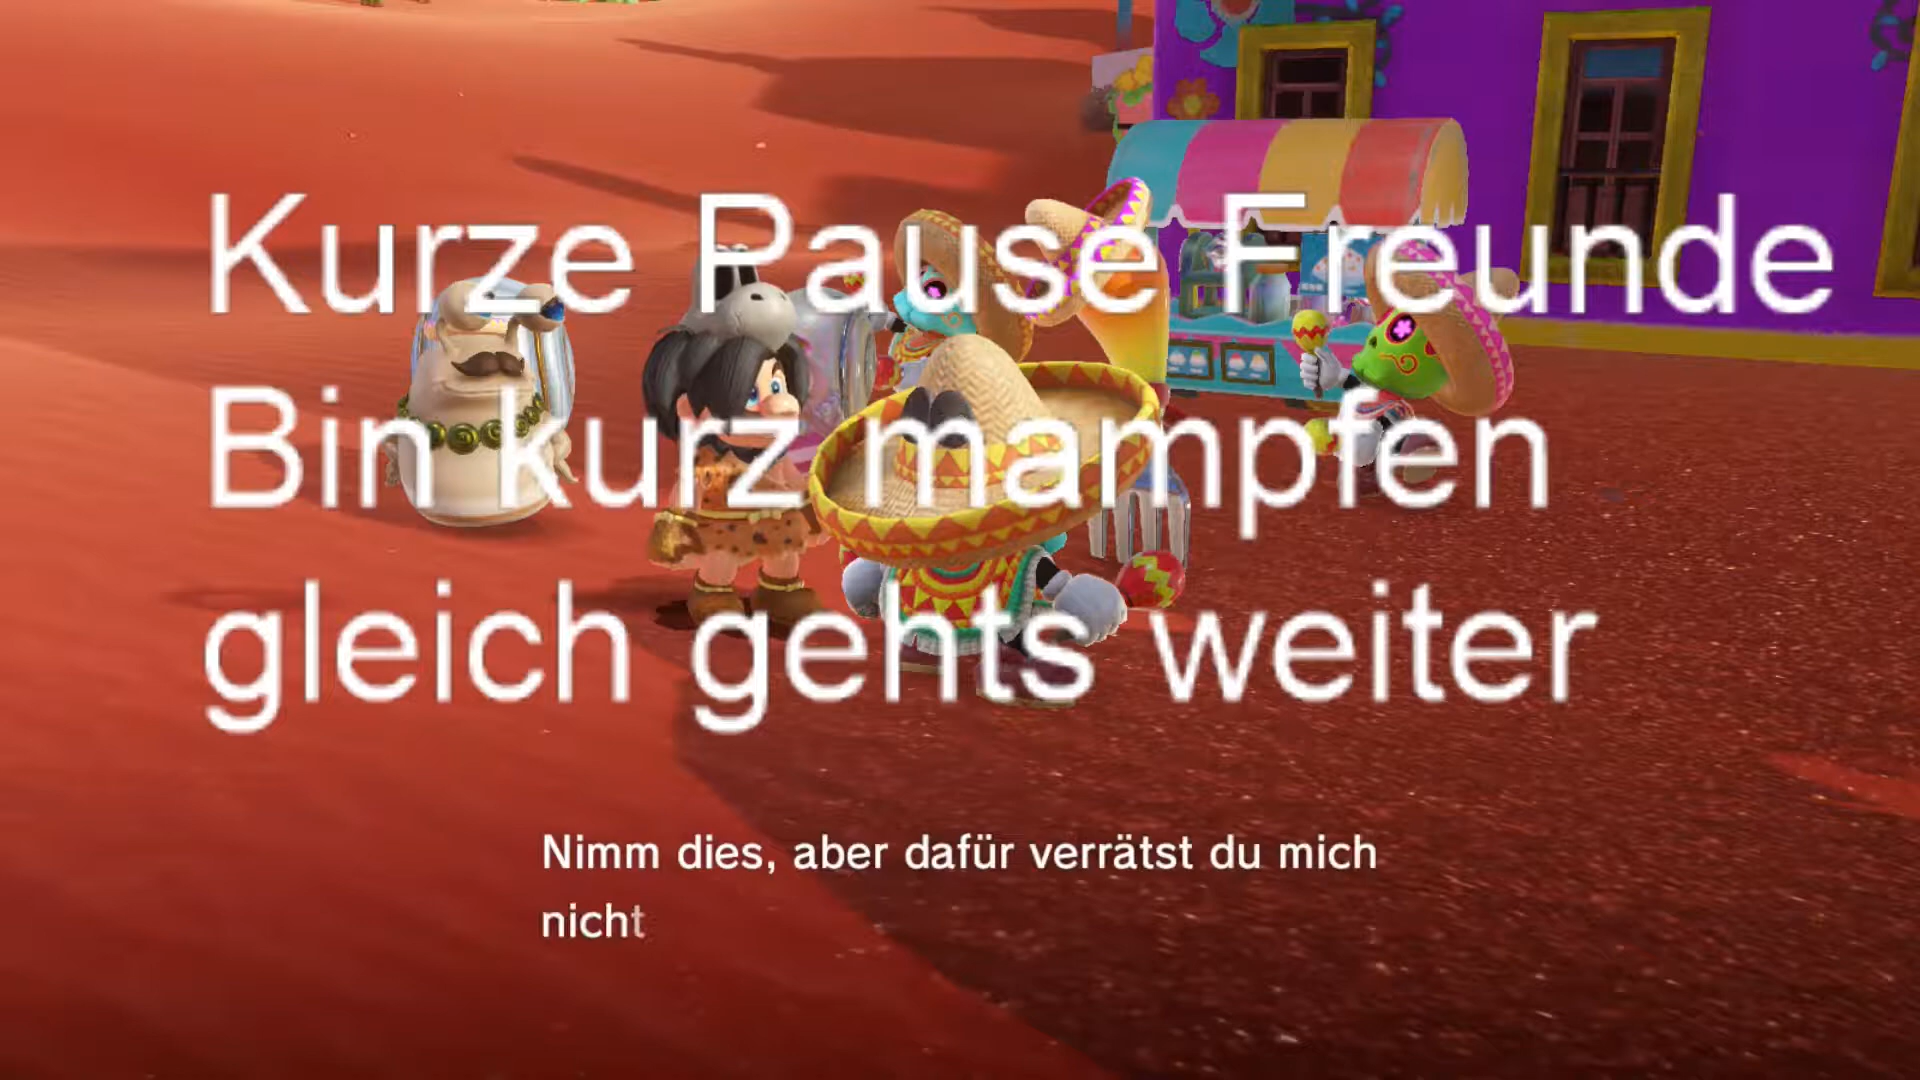 Kurze Pause Freunde
Bin kurz mampfen
gleich gehts weiter
Nimm dies, aber dafür verrätst du mich
nicht